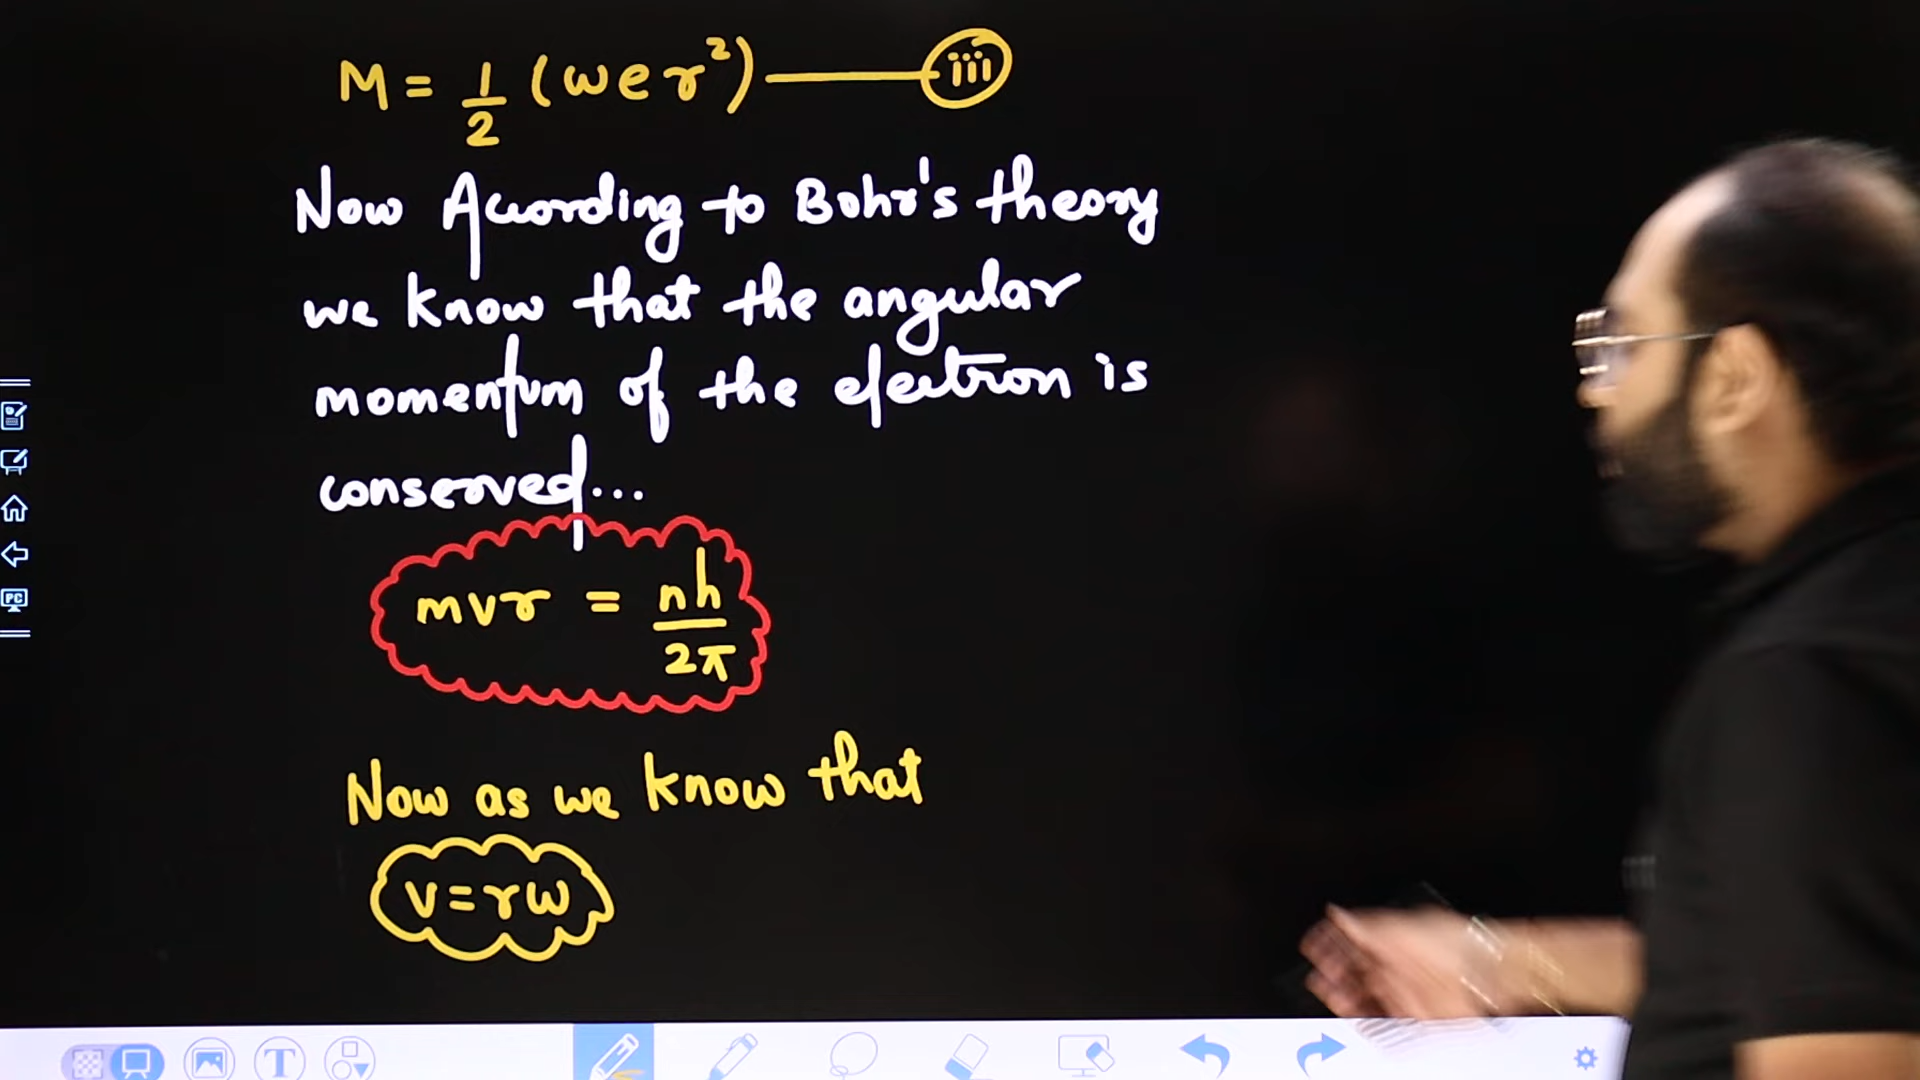 M = 1/2 (wer²) —— iii
Now According to Bohr's theory
we know that the angular
momentum of the electron is
conserved...
mvr = nh/2π
Now as we know that
v=rw
PC
T